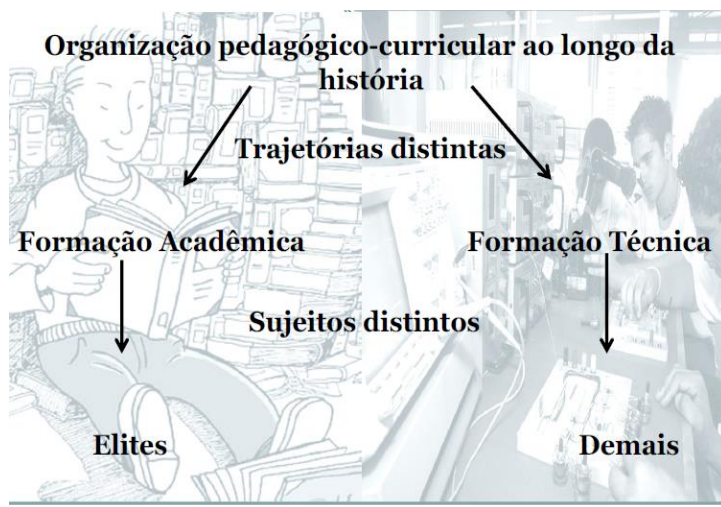 Organização pedagógico-curricular ao longo da
história
Trajetórias distintas
Formação Acadêmica
Formação Técnica
Sujeitos distintos
Elites
Demais